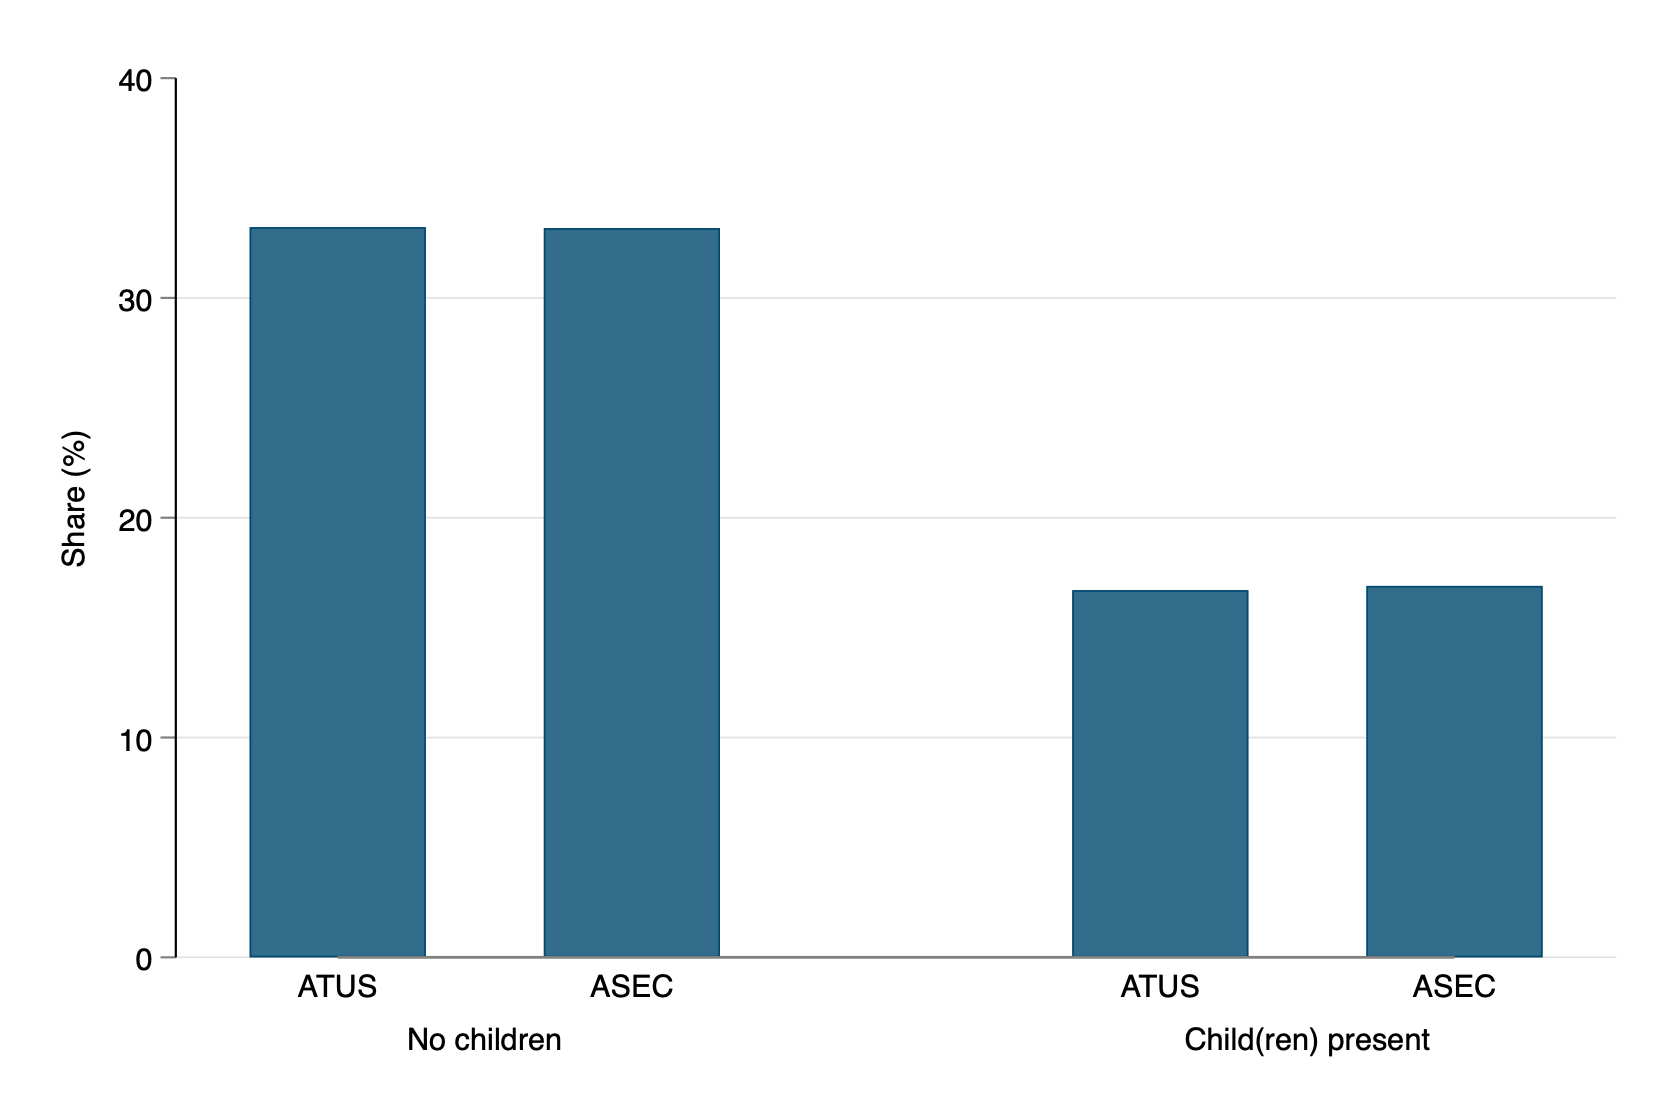 40
30
20
10
0
Share (%)
ATUS ASEC ATUS ASEC
No children Child(ren) present